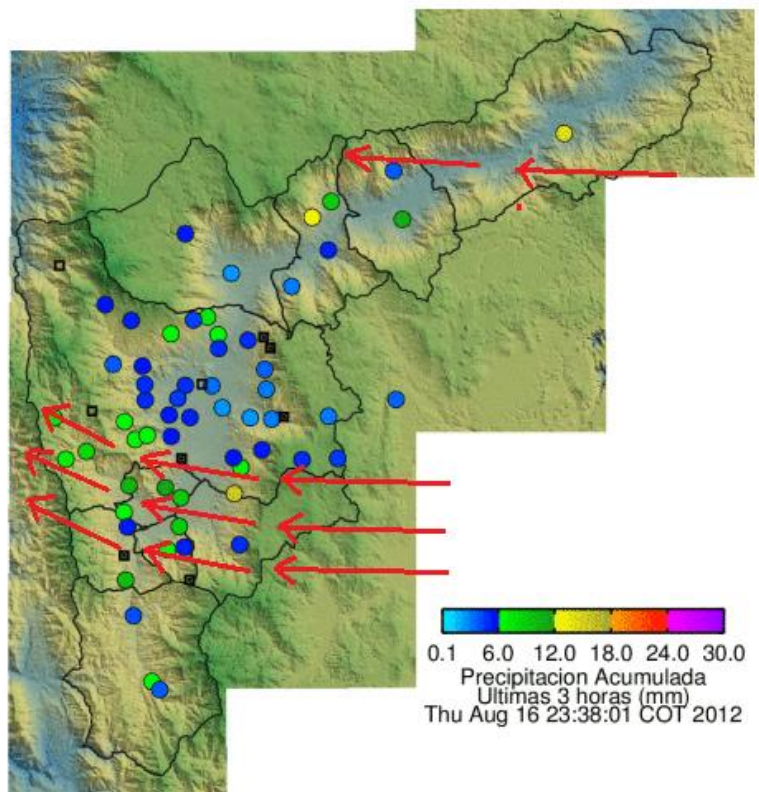 0.1 6.0 12.0 18.0 24.0 30.0
Precipitacion Acumulada
Ultimas 3 horas (mm)
Thu Aug 16 23:38:01 COT 2012